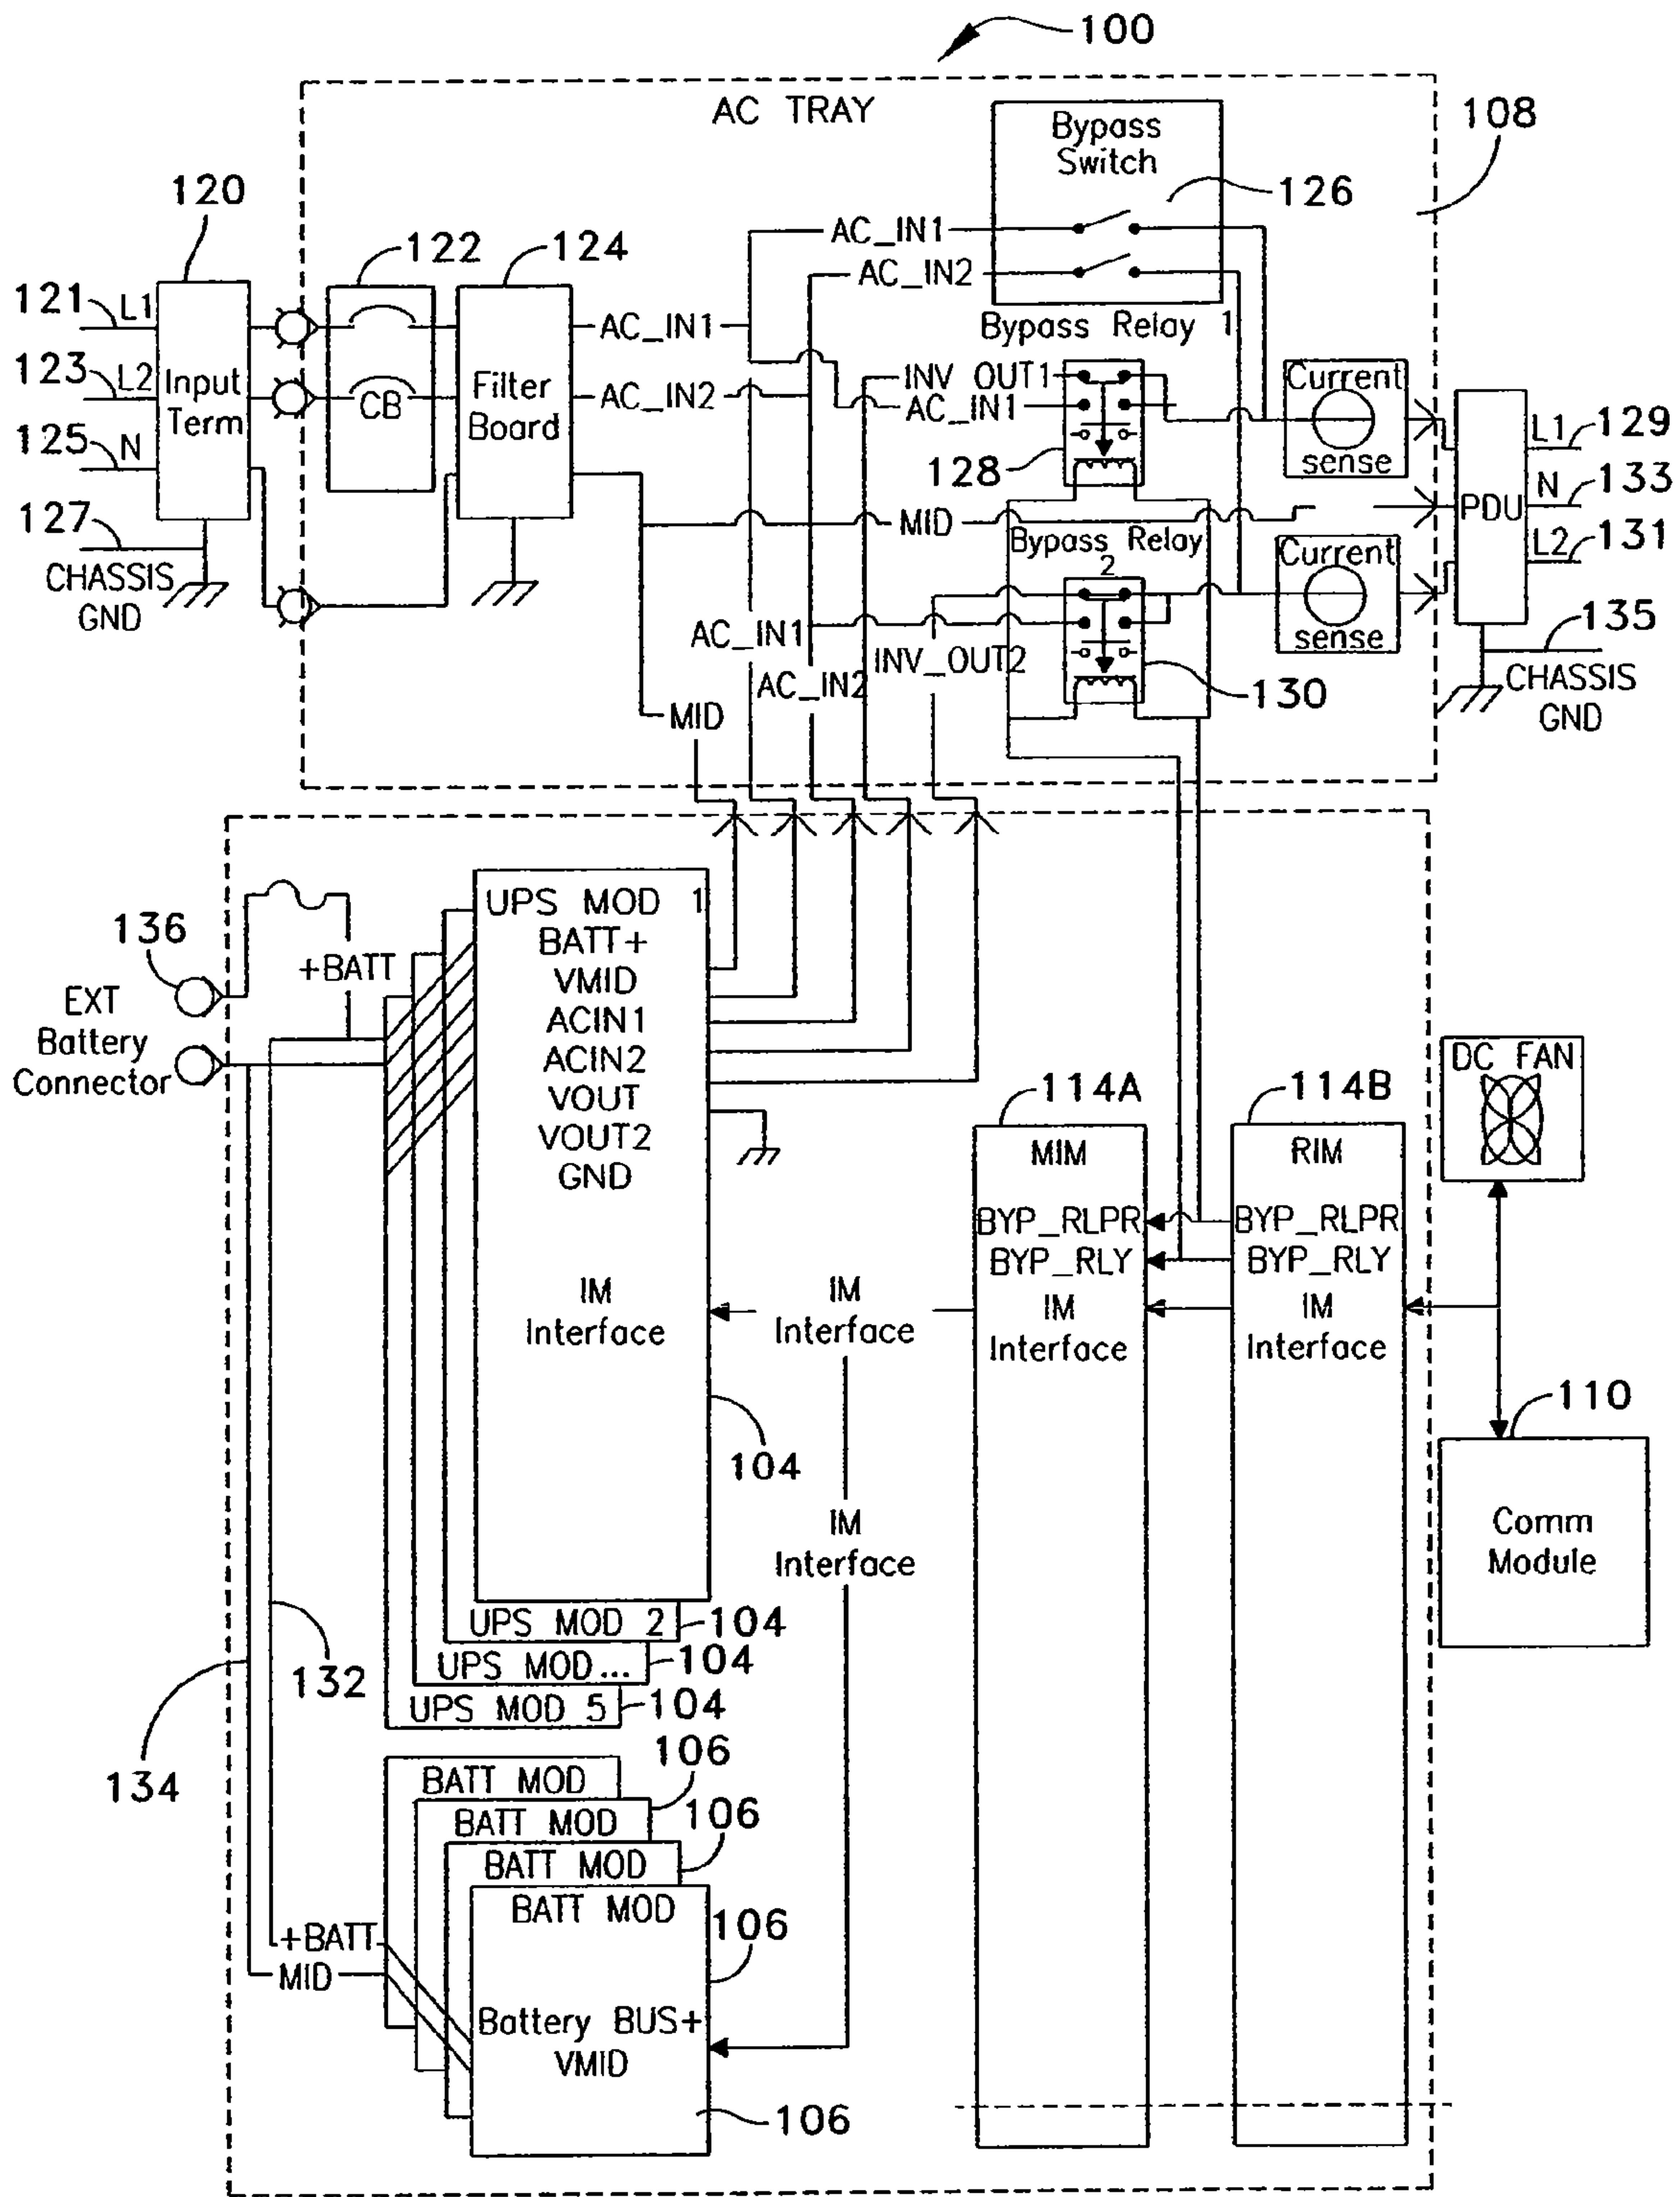 100
AC TRAY
108
Bypass
Switch
126
120
122
124
AC_IN1
AC_IN2
121
L1
123
L2
125
N
127
CHASSIS
GND
Input
Term
CB
Filter
Board
AC_IN1
AC_IN2
Bypass Relay 1
INV OUT1
AC_IN1
128
Current
sense
MID
Bypass Relay
2
Current
sense
PDU
L1
129
N
133
L2
131
135
CHASSIS
GND
AC_IN1
AC_IN2
INV_OUT2
130
MID
136
EXT
Battery
Connector
+BATT
UPS MOD 1
BATT+
VMID
ACIN1
ACIN2
VOUT
VOUT2
GND
IM
Interface
104
IM
Interface
IM
Interface
114A
MIM
BYP_RLPR
BYP_RLY
IM
Interface
114B
RIM
BYP_RLPR
BYP_RLY
IM
Interface
DC FAN
110
Comm
Module
UPS MOD 2
104
UPS MOD...
104
UPS MOD 5
104
132
134
BATT MOD
106
BATT MOD
106
BATT MOD
BATT MOD
106
+BATT
MID
Battery BUS+
VMID
106